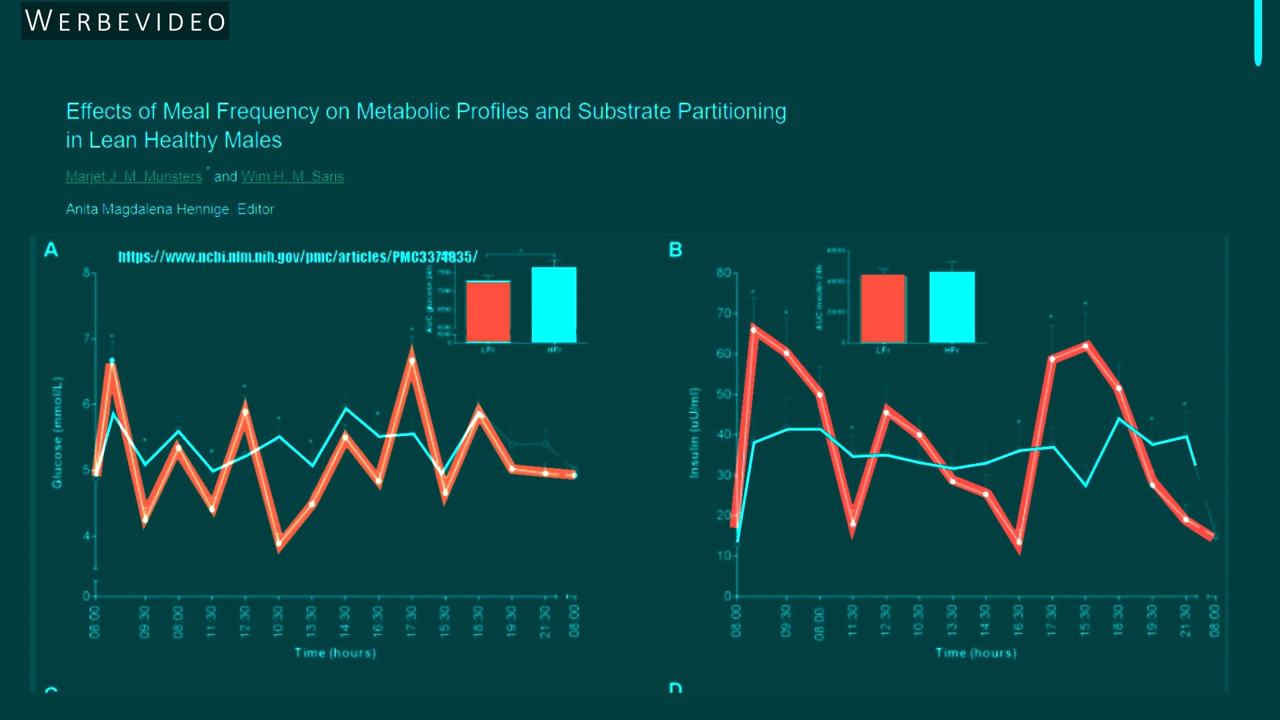 WERBEVIDEO
Effects of Meal Frequency on Metabolic Profiles and Substrate Partitioning
in Lean Healthy Males
Marjet J. M. Munsters * and Wim H. M. Saris
Anita Magdalena Hennige, Editor
A
https://www.ncbi.nlm.nih.gov/pmc/articles/PMC3374835/
AUC glucose 24h
LFr
HFr
8
7
6
5
4
0
Glucose (mmol/L)
08:00
09:30
08:00
11:30
12:30
10:30
13:30
14:30
16:30
17:30
15:30
18:30
19:30
21:30
08:00
Time (hours)
B
AUC insulin 24h
LFr
HFr
80
70
60
50
40
30
20
10
0
Insulin (uU/ml)
08:00
09:30
08:00
11:30
12:30
10:30
13:30
14:30
16:30
17:30
15:30
18:30
19:30
21:30
08:00
Time (hours)
D